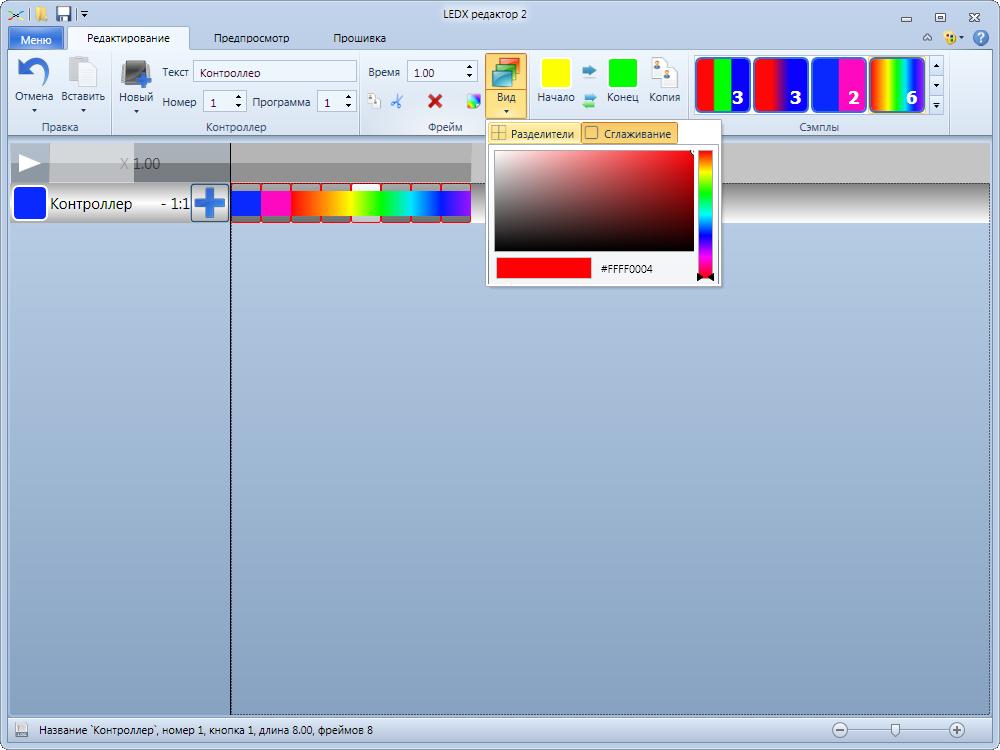 LEDX редактор 2
Меню Редактирование Предпросмотр Прошивка
Текст Контроллер Время 1.00
Отмена Вставить Новый Номер 1 Программа 1 Вид Начало Конец Копия 3 3 2 6
Правка Контроллер Фрейм Сэмплы
Разделители Сглаживание
X 1.00
Контроллер - 1:1
#FFFF0004
Название `Контроллер`, номер 1, кнопка 1, длина 8.00, фреймов 8